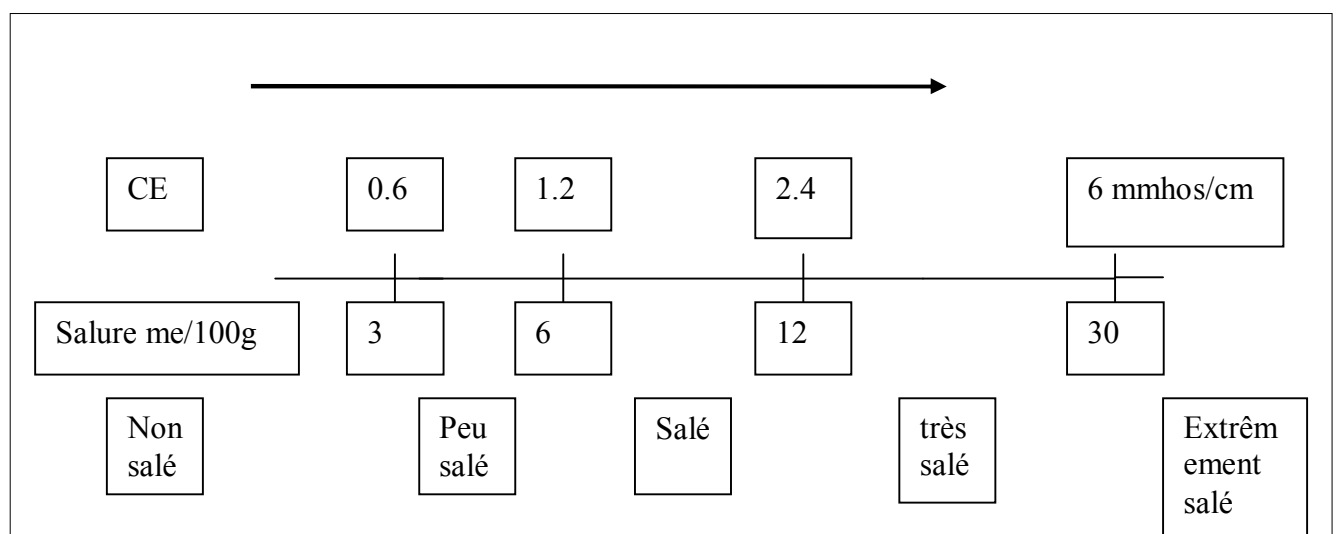 CE 0.6 1.2 2.4 6 mmhos/cm
Salure me/100g 3 6 12 30
Non Peu Salé très Extrêm
salé salé salé ement
salé